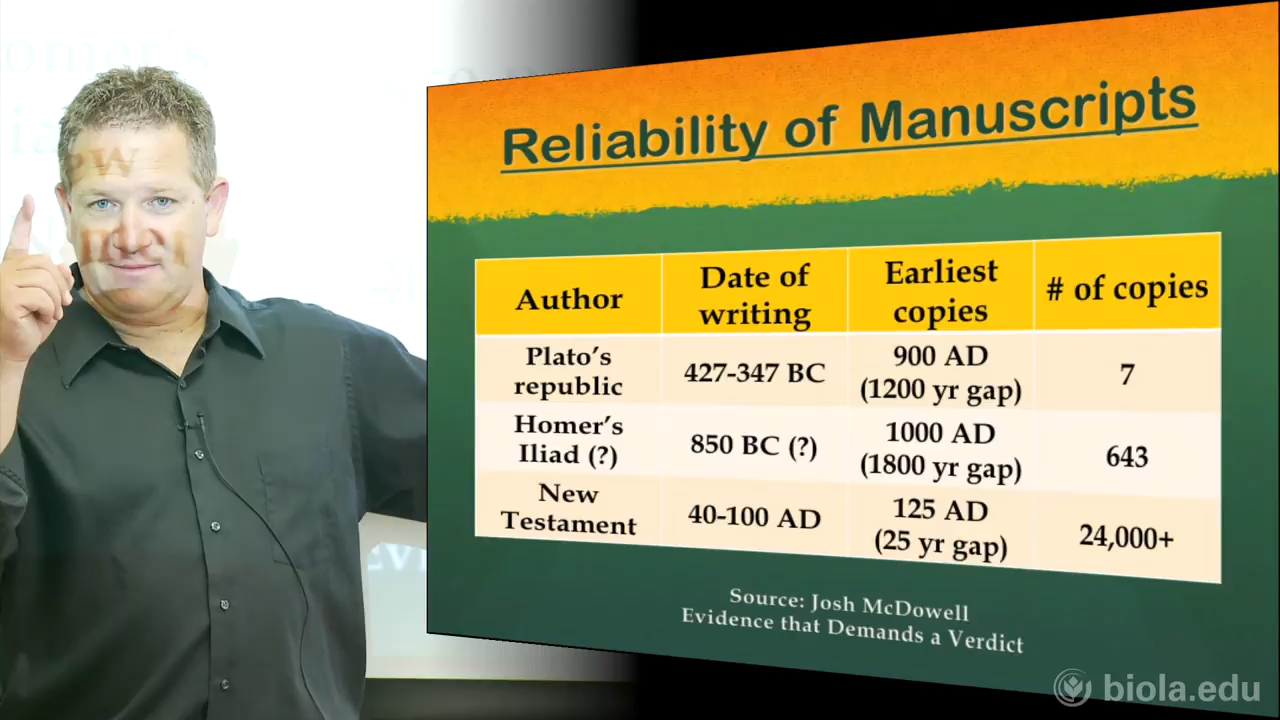 Reliability of Manuscripts
Author
Date of
writing
Earliest
copies
# of copies
Plato's
republic
427-347 BC
900 AD
(1200 yr gap)
7
Homer's
Iliad (?)
850 BC (?)
1000 AD
(1800 yr gap)
643
New
Testament
40-100 AD
125 AD
(25 yr gap)
24,000+
Source: Josh McDowell
Evidence that Demands a Verdict
biola.edu